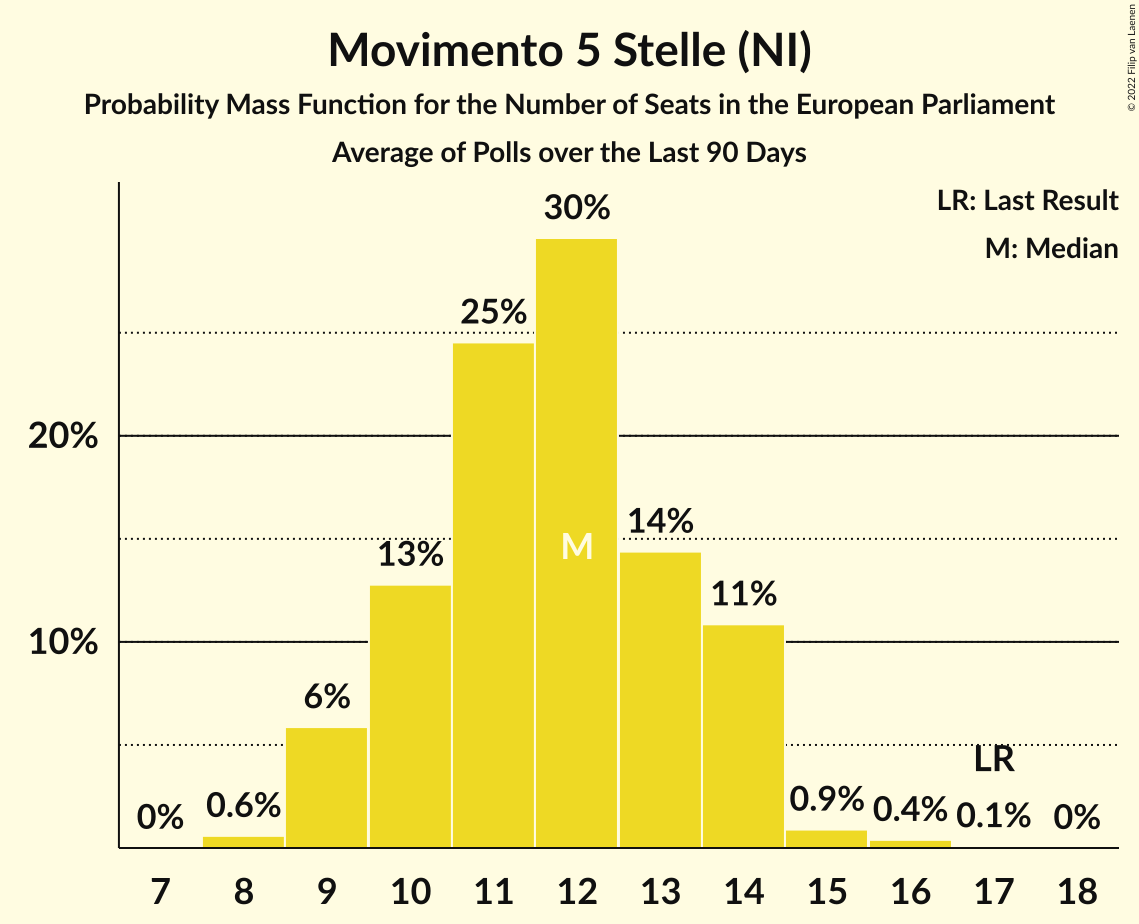 Movimento 5 Stelle (NI)
Probability Mass Function for the Number of Seats in the European Parliament
Average of Polls over the Last 90 Days
© 2022 Filip van Laenen
LR: Last Result
M: Median
30%
25%
20%
14%
M
13%
11%
10%
6%
LR
0%
0.6%
0.9%
0.4%
0.1%
0%
7 8 9 10 11 12 13 14 15 16 17 18